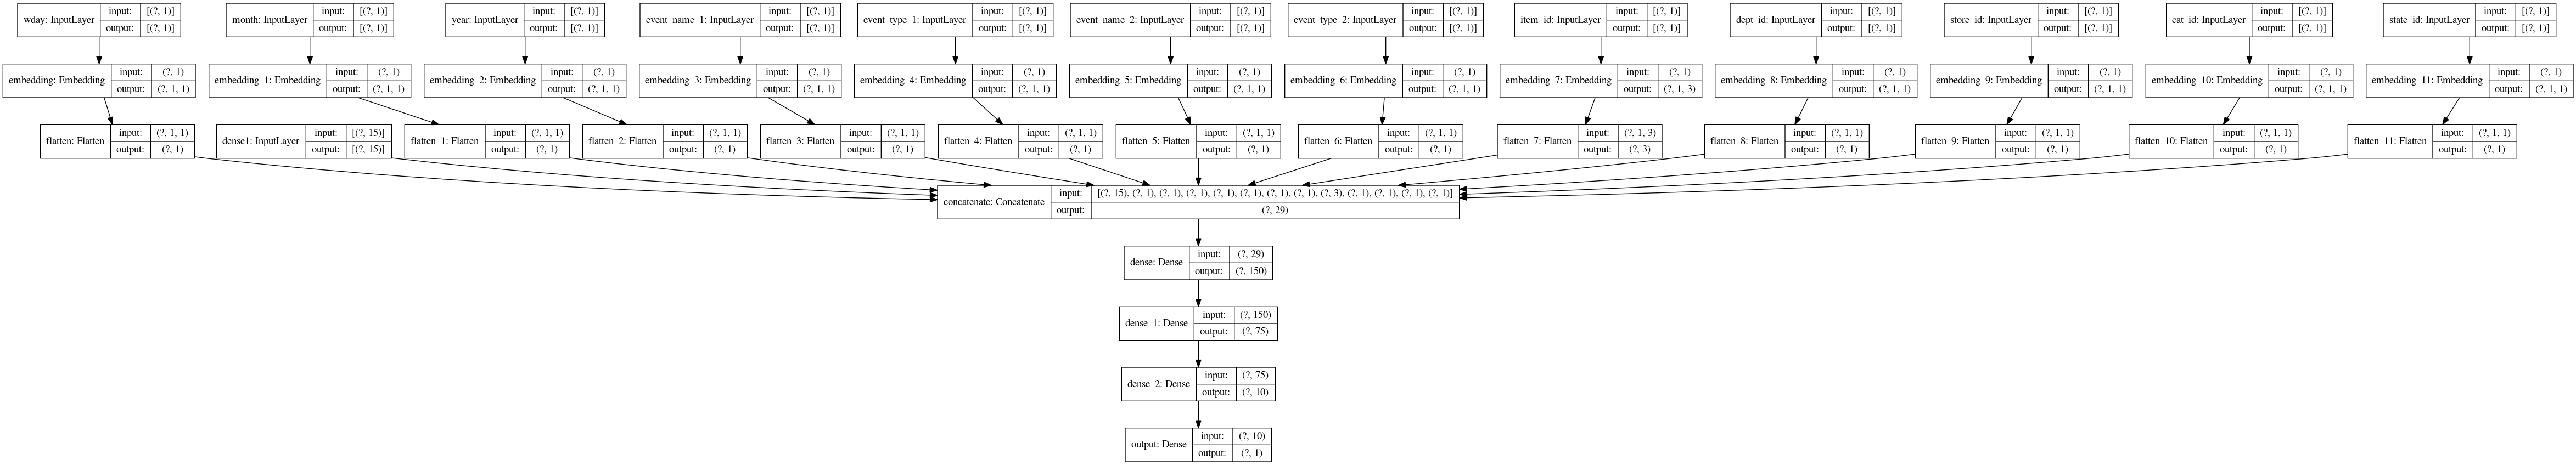 wday: InputLayer input: [(?, 1)] output: [(?, 1)]
month: InputLayer input: [(?, 1)] output: [(?, 1)]
year: InputLayer input: [(?, 1)] output: [(?, 1)]
event_name_1: InputLayer input: [(?, 1)] output: [(?, 1)]
event_type_1: InputLayer input: [(?, 1)] output: [(?, 1)]
event_name_2: InputLayer input: [(?, 1)] output: [(?, 1)]
event_type_2: InputLayer input: [(?, 1)] output: [(?, 1)]
item_id: InputLayer input: [(?, 1)] output: [(?, 1)]
dept_id: InputLayer input: [(?, 1)] output: [(?, 1)]
store_id: InputLayer input: [(?, 1)] output: [(?, 1)]
cat_id: InputLayer input: [(?, 1)] output: [(?, 1)]
state_id: InputLayer input: [(?, 1)] output: [(?, 1)]
embedding: Embedding input: (?, 1) output: (?, 1, 1)
embedding_1: Embedding input: (?, 1) output: (?, 1, 1)
embedding_2: Embedding input: (?, 1) output: (?, 1, 1)
embedding_3: Embedding input: (?, 1) output: (?, 1, 1)
embedding_4: Embedding input: (?, 1) output: (?, 1, 1)
embedding_5: Embedding input: (?, 1) output: (?, 1, 1)
embedding_6: Embedding input: (?, 1) output: (?, 1, 1)
embedding_7: Embedding input: (?, 1) output: (?, 1, 3)
embedding_8: Embedding input: (?, 1) output: (?, 1, 1)
embedding_9: Embedding input: (?, 1) output: (?, 1, 1)
embedding_10: Embedding input: (?, 1) output: (?, 1, 1)
embedding_11: Embedding input: (?, 1) output: (?, 1, 1)
flatten: Flatten input: (?, 1, 1) output: (?, 1)
dense1: InputLayer input: [(?, 15)] output: [(?, 15)]
flatten_1: Flatten input: (?, 1, 1) output: (?, 1)
flatten_2: Flatten input: (?, 1, 1) output: (?, 1)
flatten_3: Flatten input: (?, 1, 1) output: (?, 1)
flatten_4: Flatten input: (?, 1, 1) output: (?, 1)
flatten_5: Flatten input: (?, 1, 1) output: (?, 1)
flatten_6: Flatten input: (?, 1, 1) output: (?, 1)
flatten_7: Flatten input: (?, 1, 3) output: (?, 3)
flatten_8: Flatten input: (?, 1, 1) output: (?, 1)
flatten_9: Flatten input: (?, 1, 1) output: (?, 1)
flatten_10: Flatten input: (?, 1, 1) output: (?, 1)
flatten_11: Flatten input: (?, 1, 1) output: (?, 1)
concatenate: Concatenate input: [(?, 15), (?, 1), (?, 1), (?, 1), (?, 1), (?, 1), (?, 1), (?, 1), (?, 3), (?, 1), (?, 1), (?, 1), (?, 1)] output: (?, 29)
dense: Dense input: (?, 29) output: (?, 150)
dense_1: Dense input: (?, 150) output: (?, 75)
dense_2: Dense input: (?, 75) output: (?, 10)
output: Dense input: (?, 10) output: (?, 1)